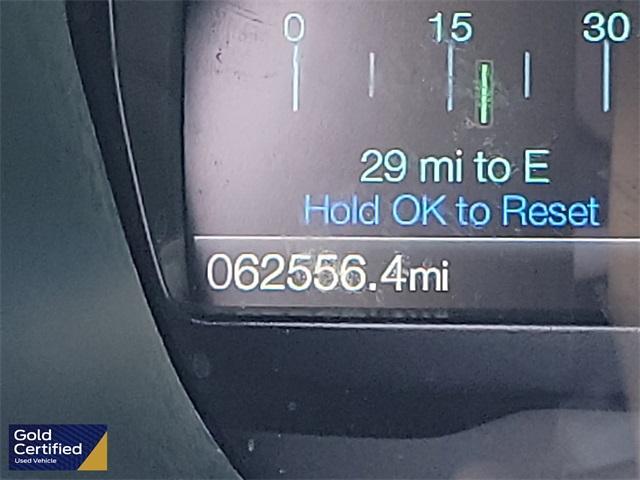 0 15 30
29 mi to E
Hold OK to Reset
062556.4mi
Gold
Certified
Used Vehicle